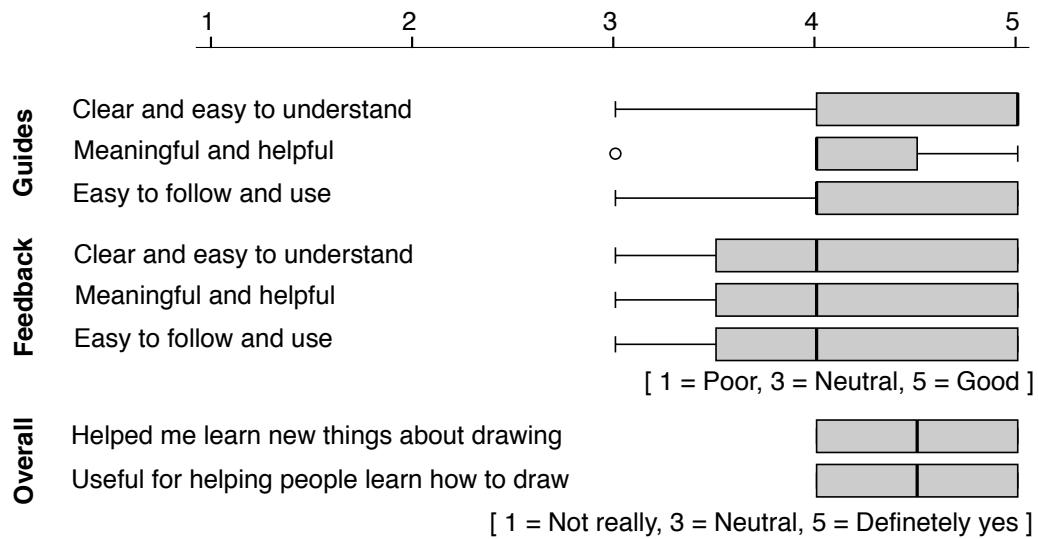 1 2 3 4 5
Guides
Clear and easy to understand
Meaningful and helpful
Easy to follow and use
Feedback
Clear and easy to understand
Meaningful and helpful
Easy to follow and use
[ 1 = Poor, 3 = Neutral, 5 = Good ]
Overall
Helped me learn new things about drawing
Useful for helping people learn how to draw
[ 1 = Not really, 3 = Neutral, 5 = Definetely yes ]